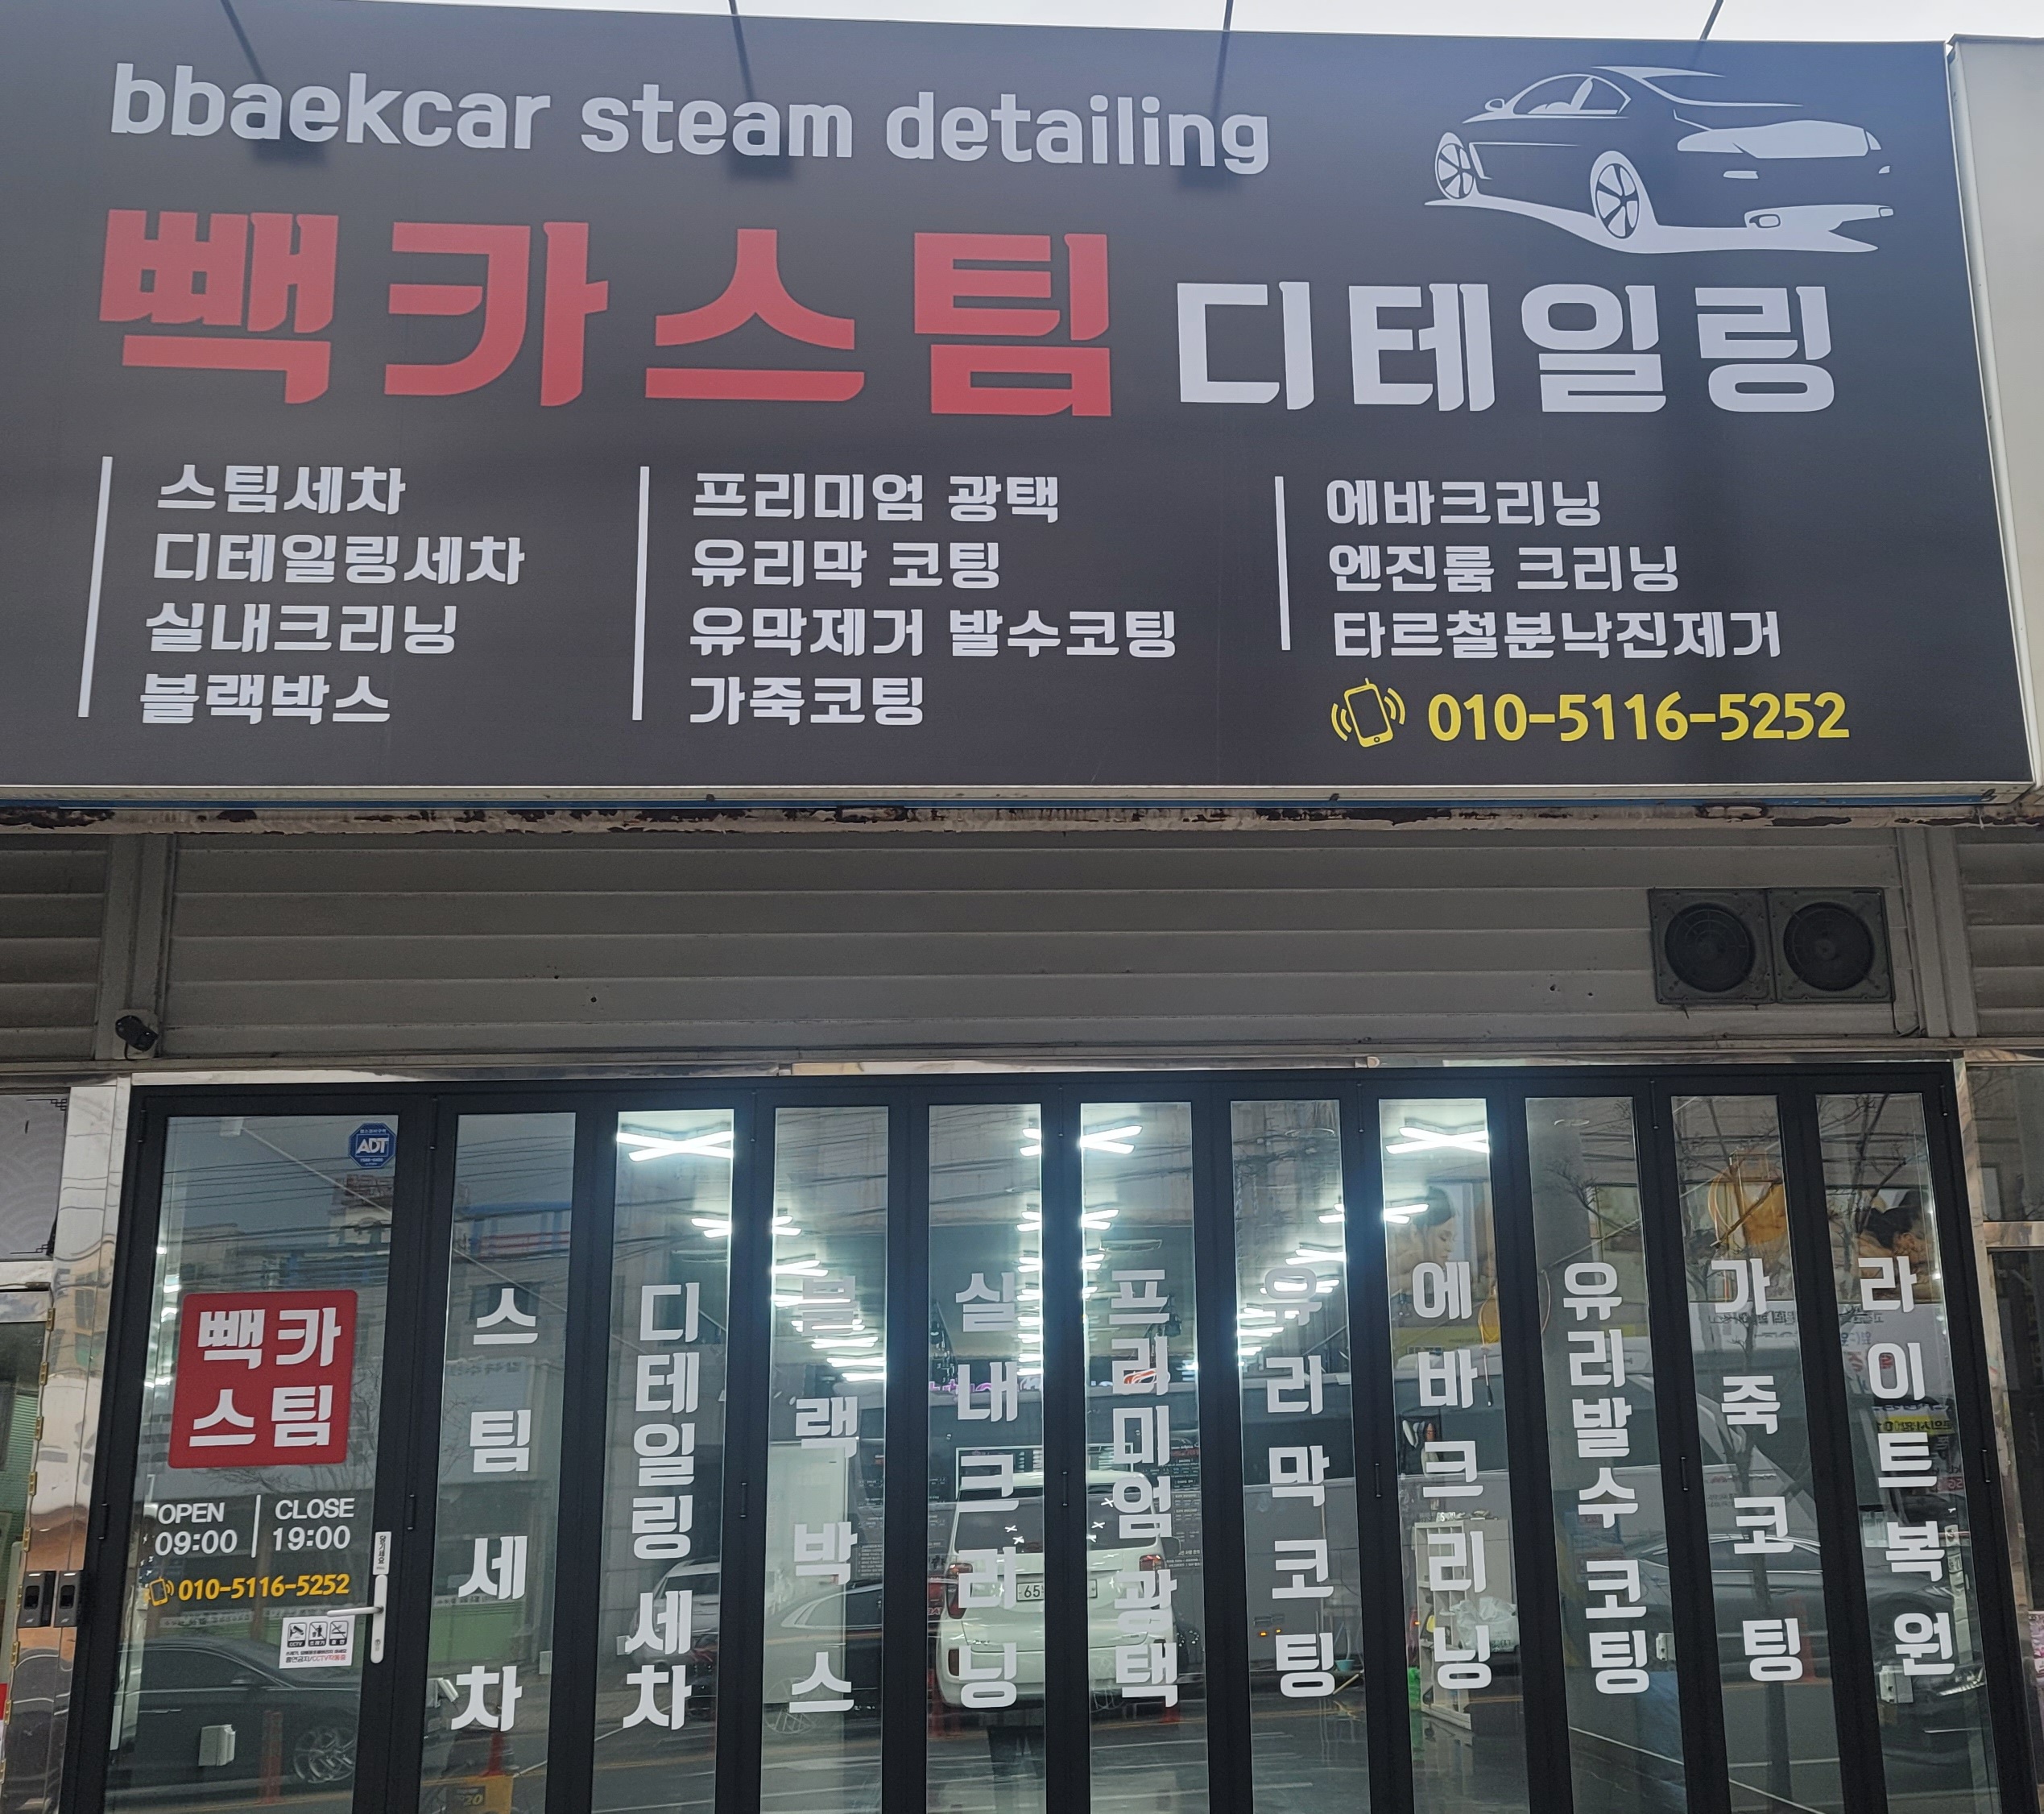 bbaekcar steam detailing
빽카스팀 디테일링
스팀세차
디테일링세차
실내크리닝
블랙박스
프리미엄 광택
유리막 코팅
유막제거 발수코팅
가죽코팅
에바크리닝
엔진룸 크리닝
타르철분낙진제거
010-5116-5252
ADT
빽카
스팀
OPEN
09:00
CLOSE
19:00
010-5116-5252
스팀세차
디테일링세차
블랙박스
실내크리닝
프리미엄광택
유리막코팅
에바크리닝
유리발수코팅
가죽코팅
라이트복원